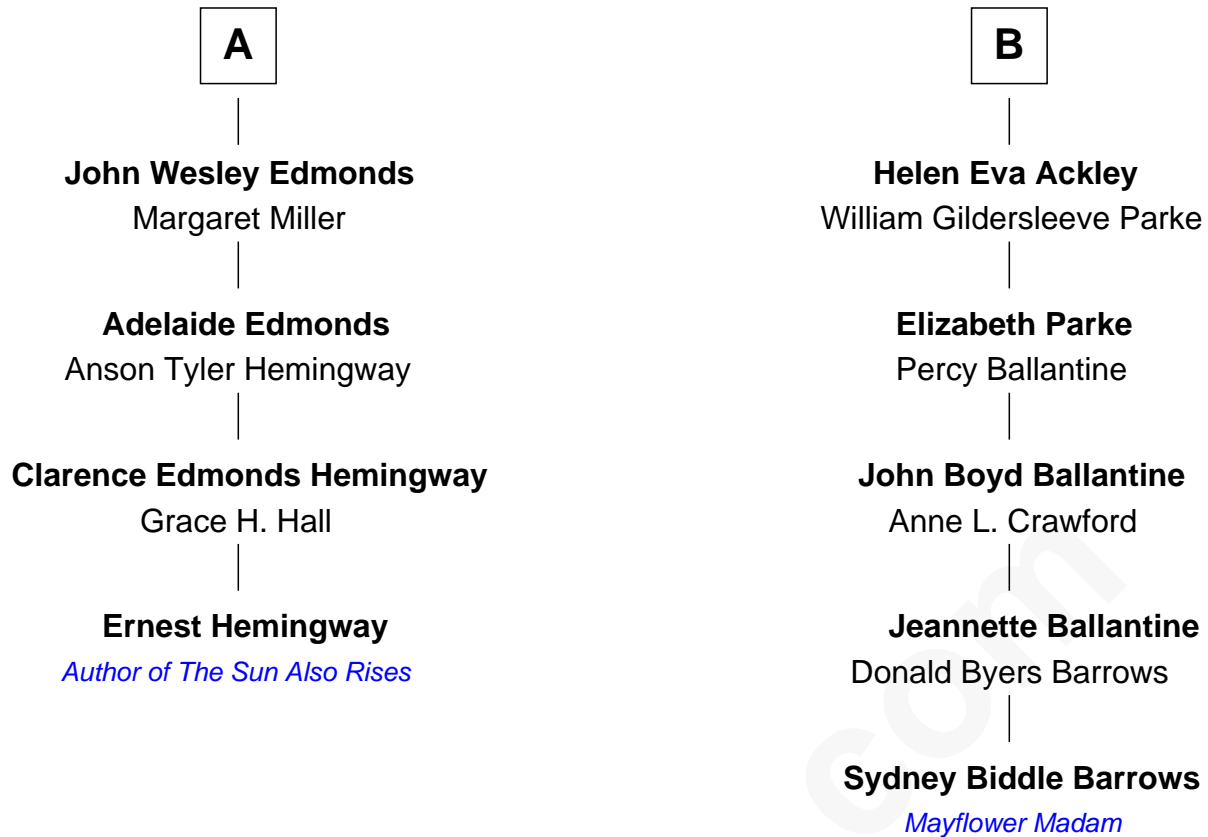 A
John Wesley Edmonds
Margaret Miller
Adelaide Edmonds
Anson Tyler Hemingway
Clarence Edmonds Hemingway
Grace H. Hall
Ernest Hemingway
Author of The Sun Also Rises
B
Helen Eva Ackley
William Gildersleeve Parke
Elizabeth Parke
Percy Ballantine
John Boyd Ballantine
Anne L. Crawford
Jeannette Ballantine
Donald Byers Barrows
Sydney Biddle Barrows
Mayflower Madam
com